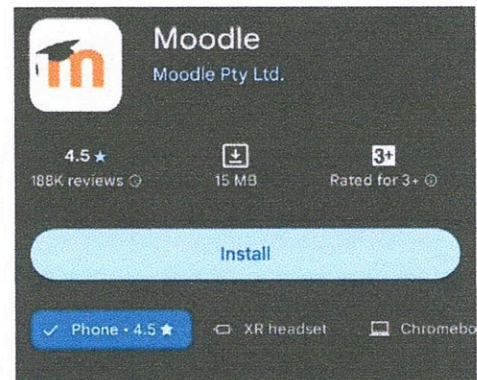 m
Moodle
Moodle Pty Ltd.
4.5 ★
188K reviews
15 MB
3+
Rated for 3+
Install
Phone • 4.5 ★
XR headset
Chromebo